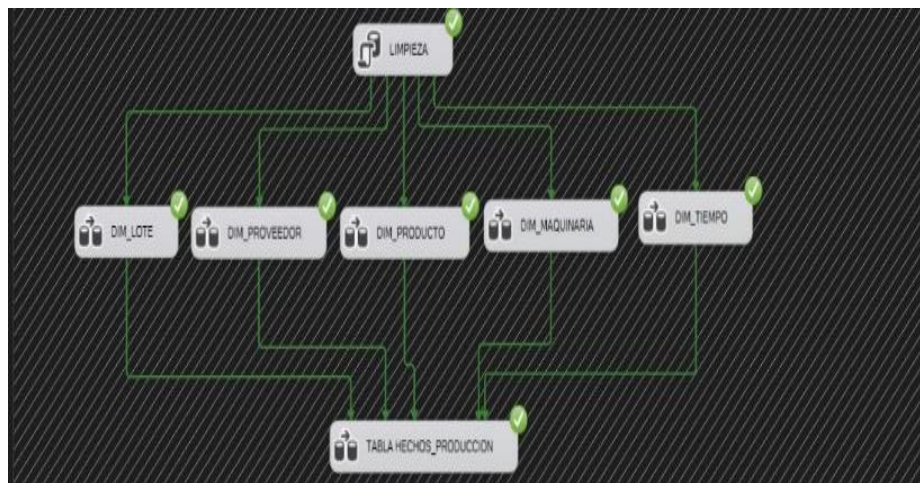 LIMPIEZA
DIM_LOTE
DIM_PROVEEDOR
DIM_PRODUCTO
DIM_MAQUINARIA
DIM_TIEMPO
TABLA HECHOS_PRODUCCION